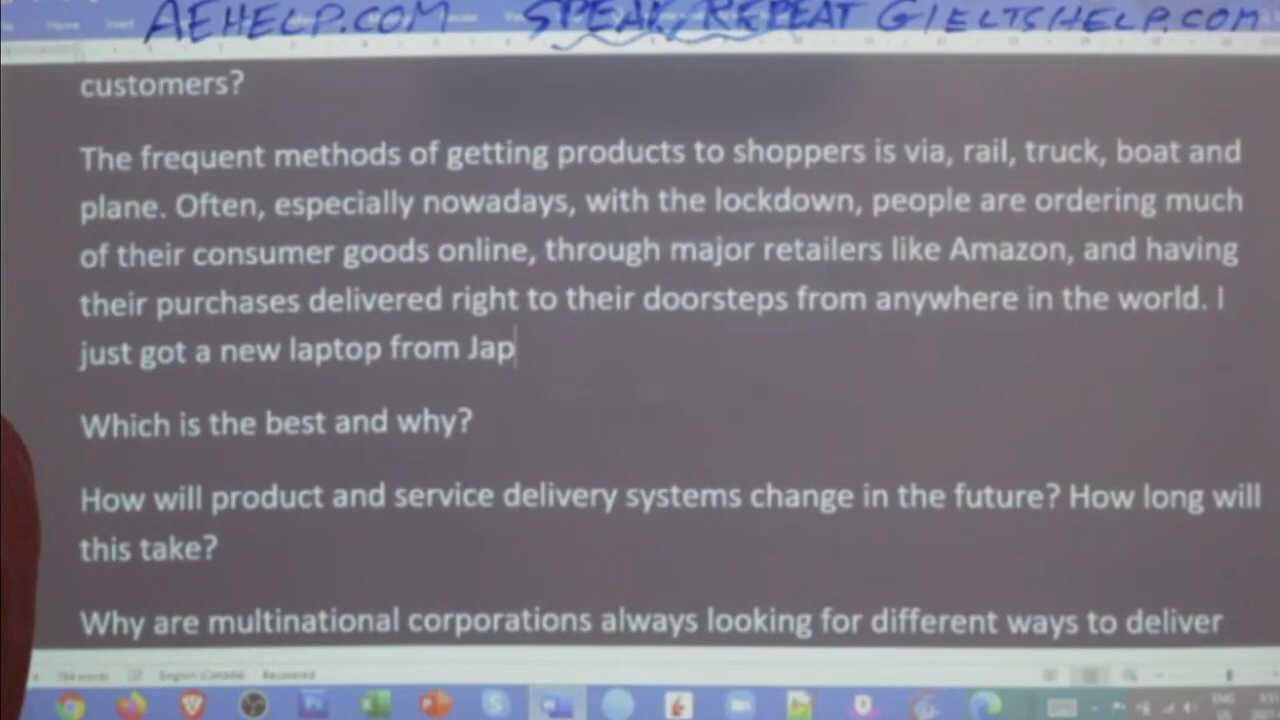 AEHELP.COM SPEAK, REPEAT GIELTSHELP.COM
customers?
The frequent methods of getting products to shoppers is via, rail, truck, boat and
plane. Often, especially nowadays, with the lockdown, people are ordering much
of their consumer goods online, through major retailers like Amazon, and having
their purchases delivered right to their doorsteps from anywhere in the world. I
just got a new laptop from Jap
Which is the best and why?
How will product and service delivery systems change in the future? How long will
this take?
Why are multinational corporations always looking for different ways to deliver
words English (Canada) Recovered